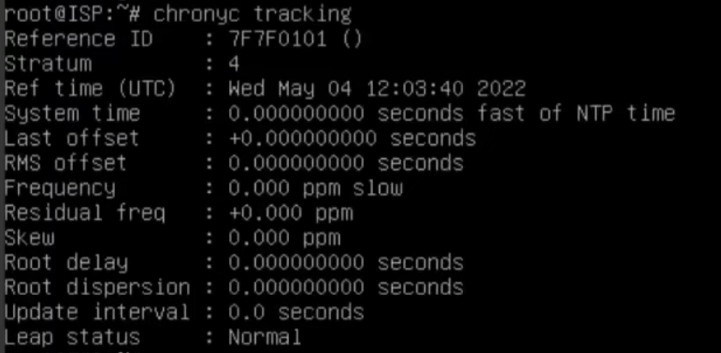 root@ISP:~# chronyc tracking
Reference ID    : 7F7F0101 ()
Stratum         : 4
Ref time (UTC)  : Wed May 04 12:03:40 2022
System time     : 0.000000000 seconds fast of NTP time
Last offset     : +0.000000000 seconds
RMS offset      : 0.000000000 seconds
Frequency       : 0.000 ppm slow
Residual freq   : +0.000 ppm
Skew            : 0.000 ppm
Root delay      : 0.000000000 seconds
Root dispersion : 0.000000000 seconds
Update interval : 0.0 seconds
Leap status     : Normal